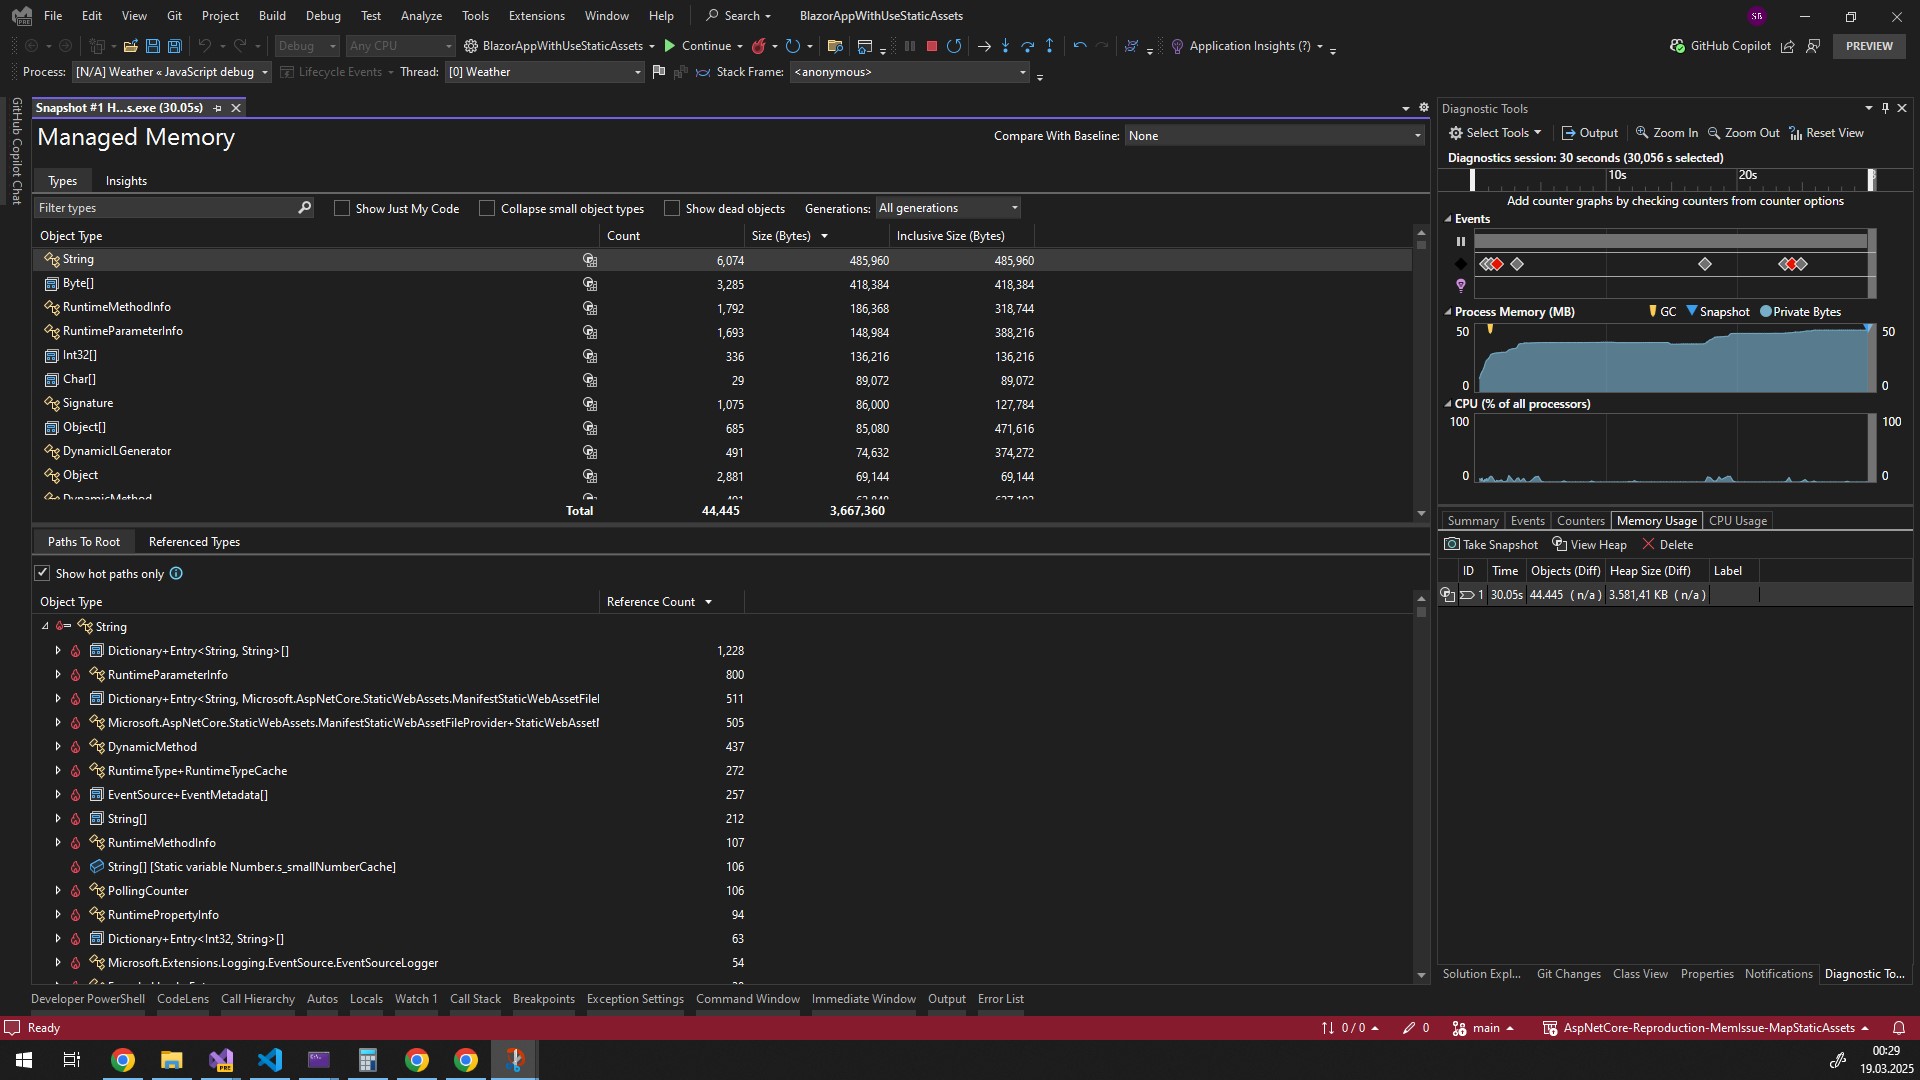 File Edit View Git Project Build Debug Test Analyze Tools Extensions Window Help Search BlazorAppWithUseStaticAssets SB
Debug Any CPU BlazorAppWithUseStaticAssets Continue Application Insights (?) GitHub Copilot PREVIEW
Process: [N/A] Weather « JavaScript debug Lifecycle Events Thread: [0] Weather Stack Frame: <anonymous>
GitHub Copilot Chat
Snapshot #1 H...s.exe (30.05s)
Managed Memory
Compare With Baseline: None
Types Insights
Filter types Show Just My Code Collapse small object types Show dead objects Generations: All generations
Object Type Count Size (Bytes) Inclusive Size (Bytes)
String 6,074 485,960 485,960
Byte[] 3,285 418,384 418,384
RuntimeMethodInfo 1,792 186,368 318,744
RuntimeParameterInfo 1,693 148,984 388,216
Int32[] 336 136,216 136,216
Char[] 29 89,072 89,072
Signature 1,075 86,000 127,784
Object[] 685 85,080 471,616
DynamicILGenerator 491 74,632 374,272
Object 2,881 69,144 69,144
DynamicMethod
Total 44,445 3,667,360
Paths To Root Referenced Types
Show hot paths only
Object Type Reference Count
String
Dictionary+Entry<String, String>[] 1,228
RuntimeParameterInfo 800
Dictionary+Entry<String, Microsoft.AspNetCore.StaticWebAssets.ManifestStaticWebAssetFileI 511
Microsoft.AspNetCore.StaticWebAssets.ManifestStaticWebAssetFileProvider+StaticWebAssetI 505
DynamicMethod 437
RuntimeType+RuntimeTypeCache 272
EventSource+EventMetadata[] 257
String[] 212
RuntimeMethodInfo 107
String[] [Static variable Number.s_smallNumberCache] 106
PollingCounter 106
RuntimePropertyInfo 94
Dictionary+Entry<Int32, String>[] 63
Microsoft.Extensions.Logging.EventSource.EventSourceLogger 54
Diagnostic Tools
Select Tools Output Zoom In Zoom Out Reset View
Diagnostics session: 30 seconds (30,056 s selected)
10s 20s 3
Add counter graphs by checking counters from counter options
Events
Process Memory (MB) GC Snapshot Private Bytes
50 50
0 0
CPU (% of all processors)
100 100
0 0
Summary Events Counters Memory Usage CPU Usage
Take Snapshot View Heap Delete
ID Time Objects (Diff) Heap Size (Diff) Label
1 30.05s 44.445 (n/a) 3.581,41 KB (n/a)
Solution Expl... Git Changes Class View Properties Notifications Diagnostic To...
Developer PowerShell CodeLens Call Hierarchy Autos Locals Watch 1 Call Stack Breakpoints Exception Settings Command Window Immediate Window Output Error List
Ready 0 / 0 0 main AspNetCore-Reproduction-MemIssue-MapStaticAssets
00:29
19.03.2025